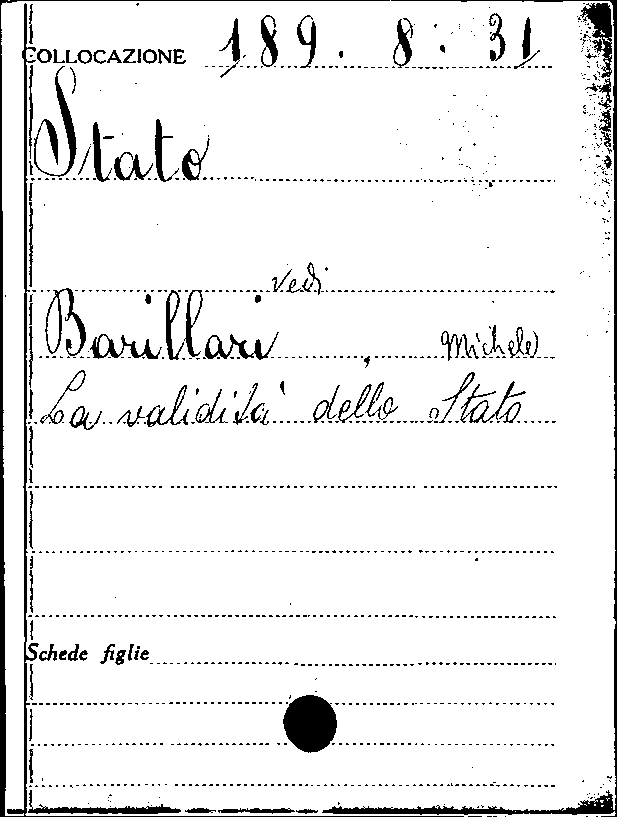 COLLOCAZIONE 189. 8. 31
Stato
vedi
Barillari, Michele
La validità dello Stato
Schede figlie